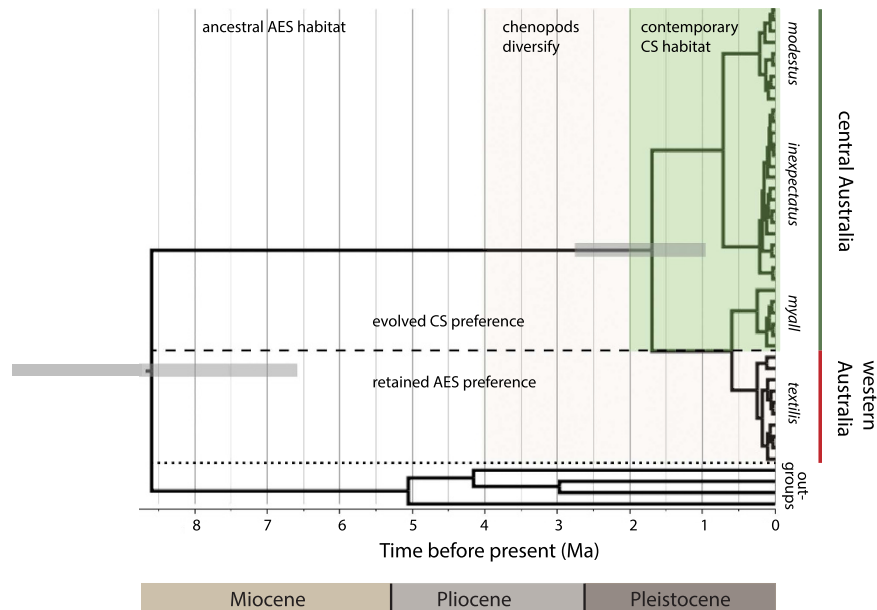 ancestral AES habitat
chenopods
diversify
contemporary
CS habitat
modestus
inexpectatus
myall
textilis
out-
groups
central Australia
western
Australia
evolved CS preference
retained AES preference
8 7 6 5 4 3 2 1 0
Time before present (Ma)
Miocene Pliocene Pleistocene